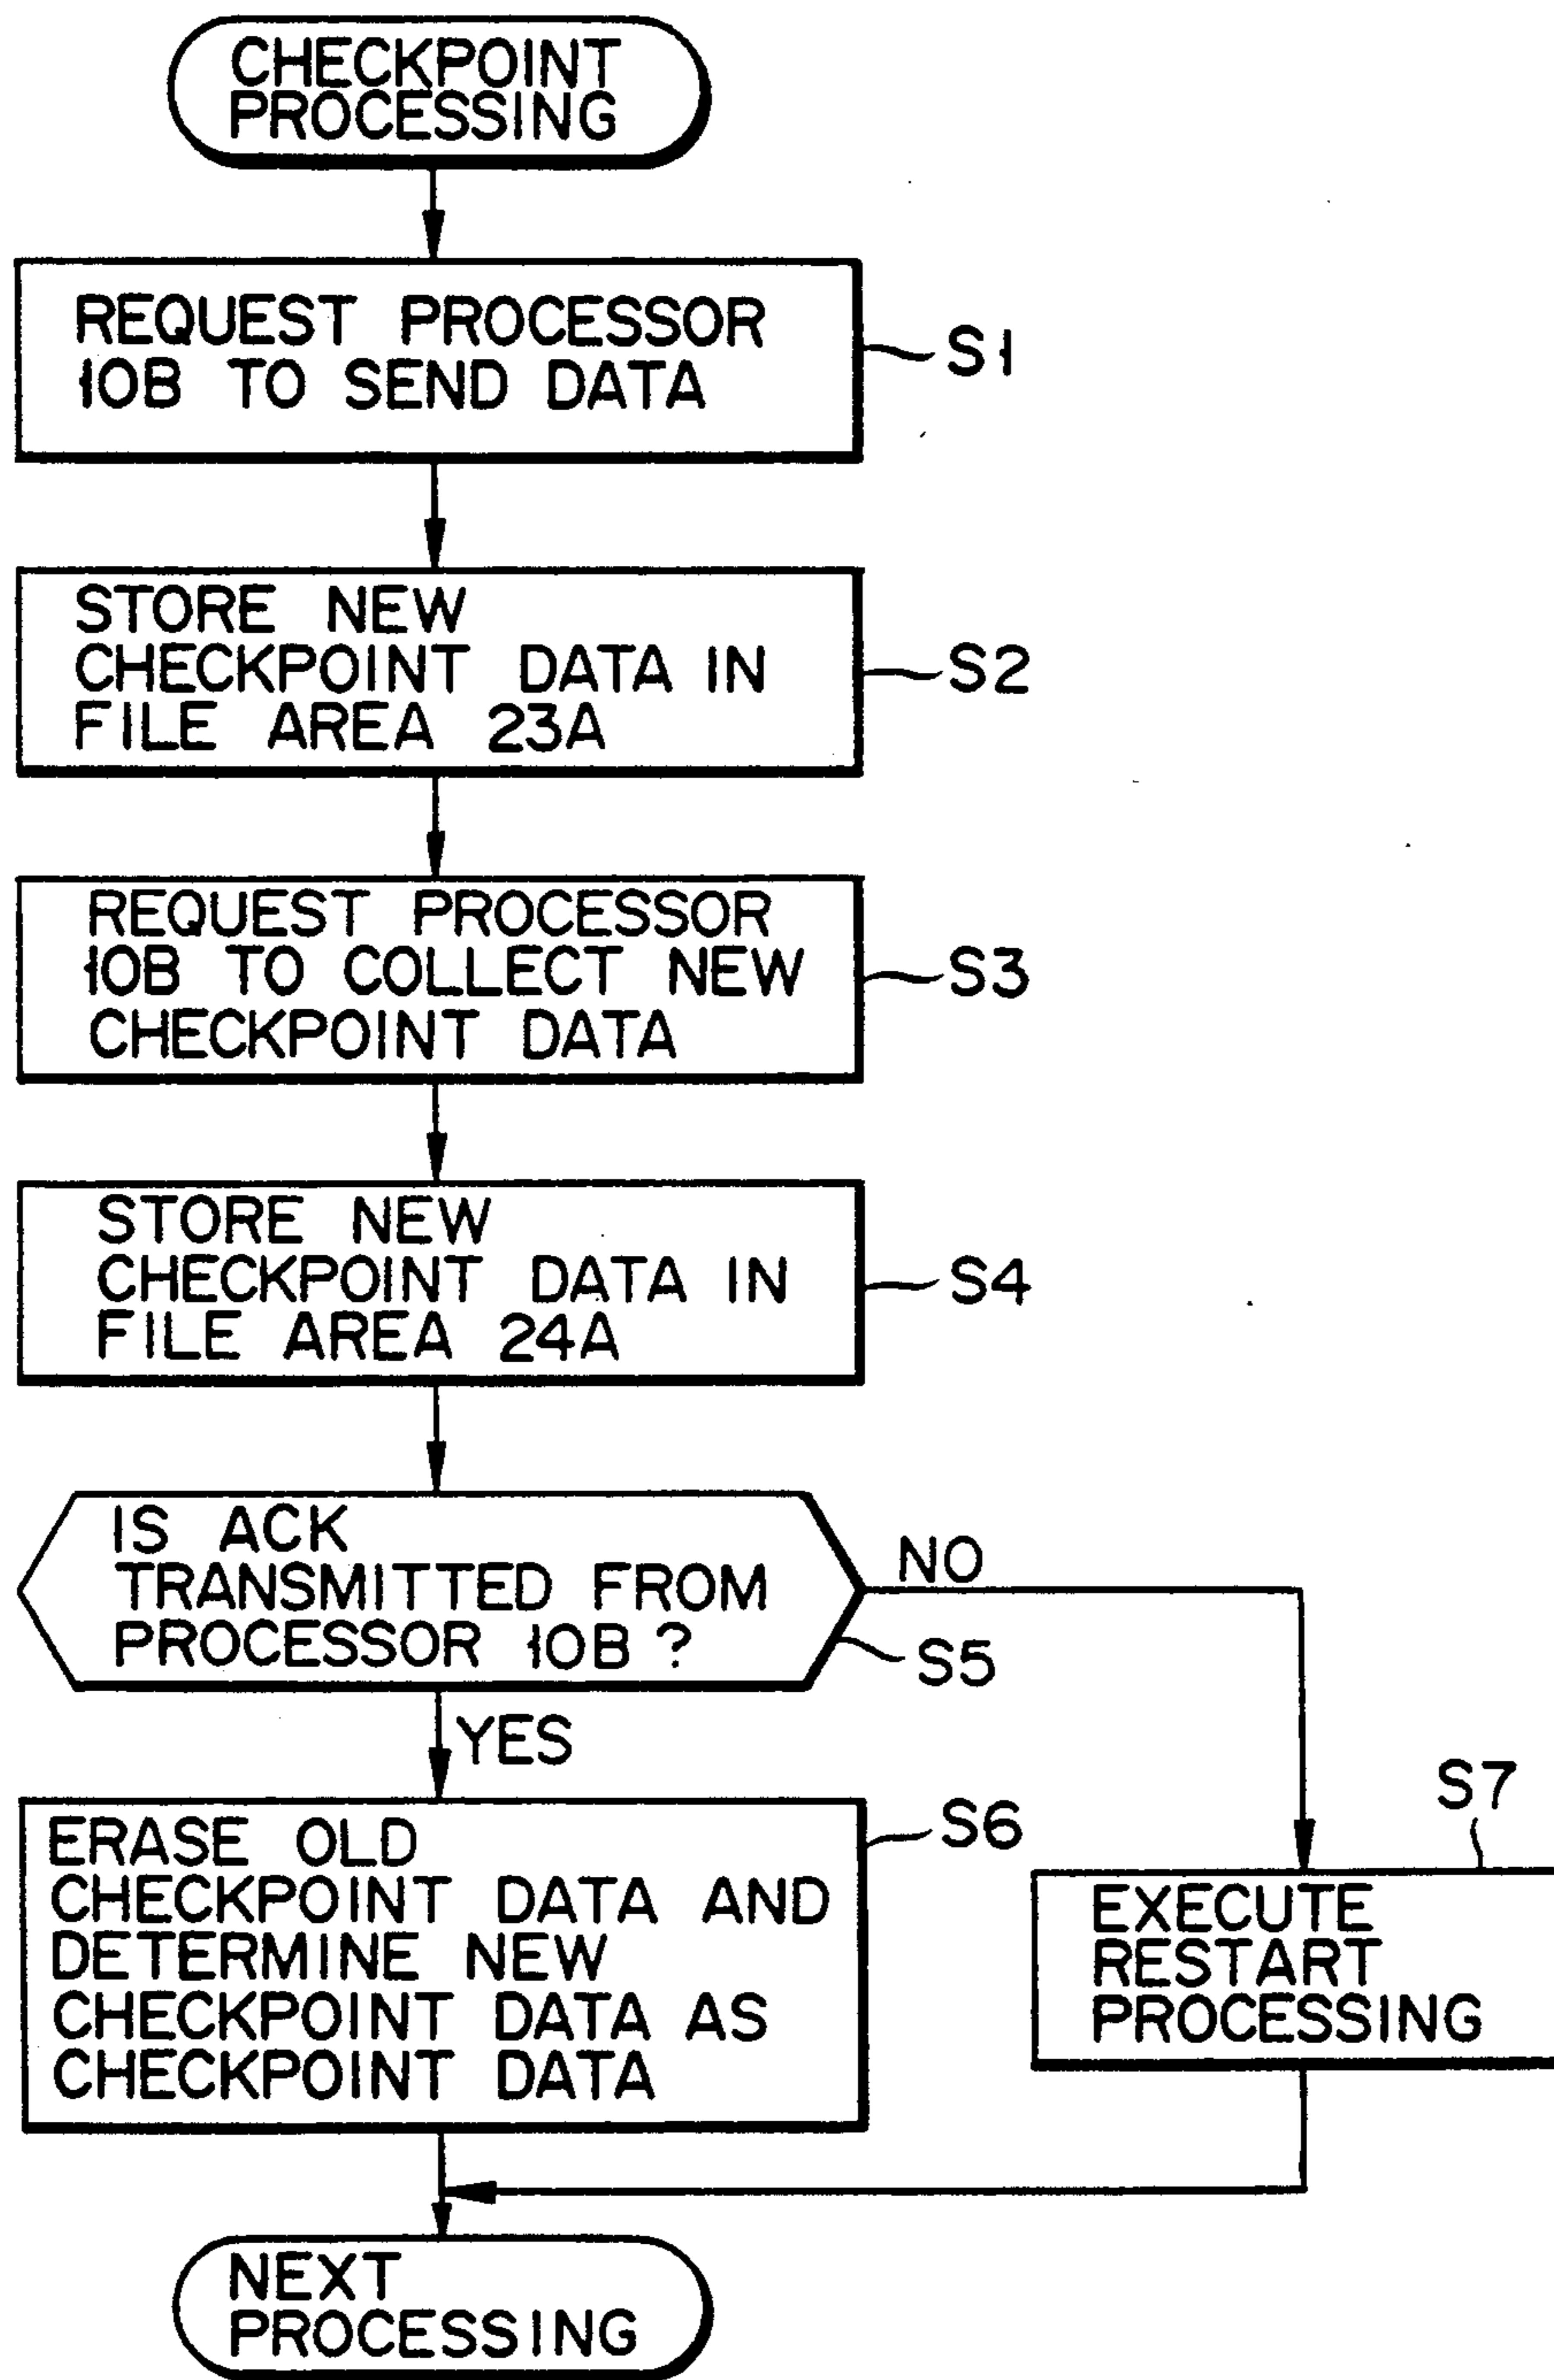 CHECKPOINT
PROCESSING
REQUEST PROCESSOR
10B TO SEND DATA
S1
STORE NEW
CHECKPOINT DATA IN
FILE AREA 23A
S2
REQUEST PROCESSOR
10B TO COLLECT NEW
CHECKPOINT DATA
S3
STORE NEW
CHECKPOINT DATA IN
FILE AREA 24A
S4
IS ACK
TRANSMITTED FROM
PROCESSOR 10B ?
NO
S5
YES
ERASE OLD
CHECKPOINT DATA AND
DETERMINE NEW
CHECKPOINT DATA AS
CHECKPOINT DATA
S6
S7
EXECUTE
RESTART
PROCESSING
NEXT
PROCESSING